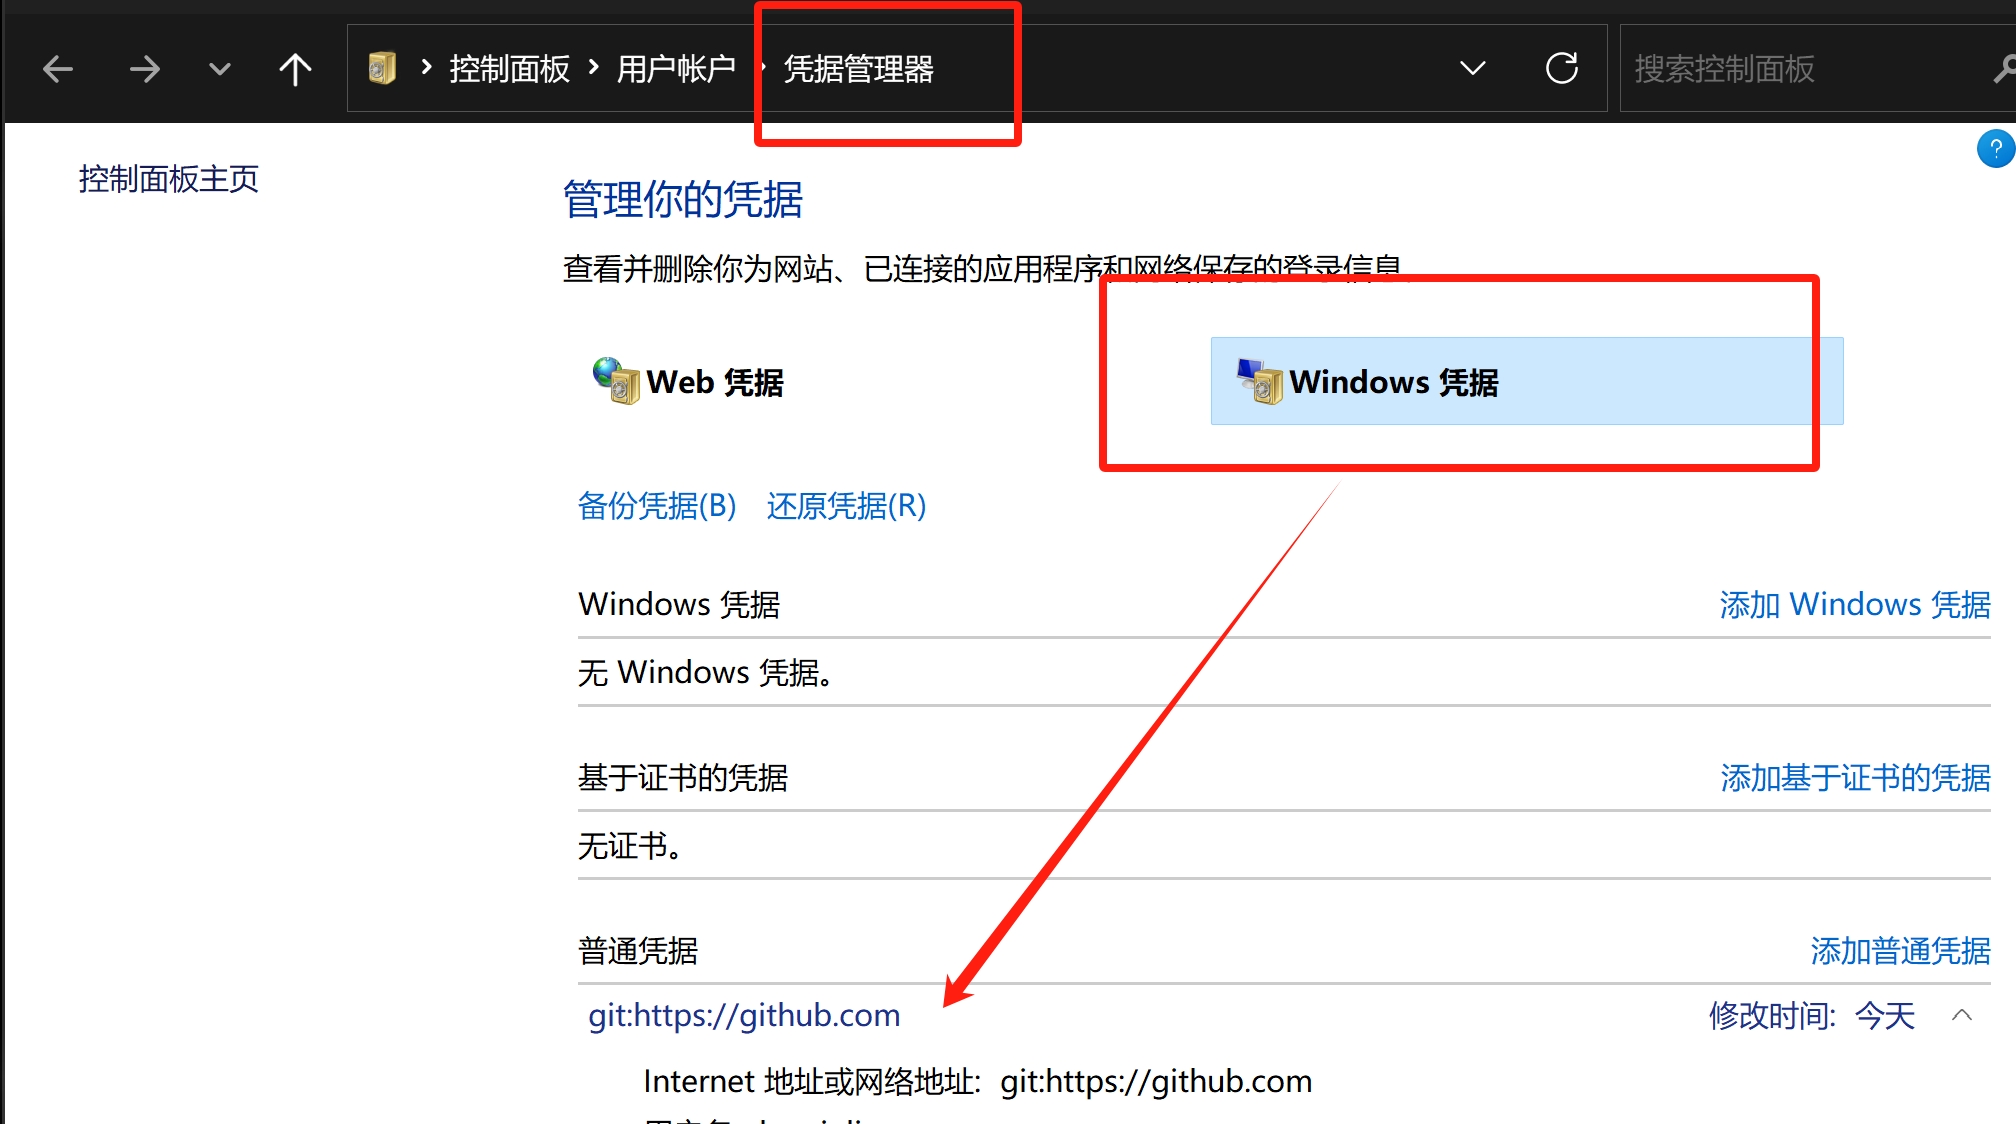 控制面板 › 用户帐户 › 凭据管理器
搜索控制面板
控制面板主页
管理你的凭据
查看并删除你为网站、已连接的应用程序和网络保存的登录信息
Web 凭据
Windows 凭据
备份凭据(B) 还原凭据(R)
Windows 凭据 添加 Windows 凭据
无 Windows 凭据。
基于证书的凭据 添加基于证书的凭据
无证书。
普通凭据 添加普通凭据
git:https://github.com 修改时间: 今天
Internet 地址或网络地址: git:https://github.com